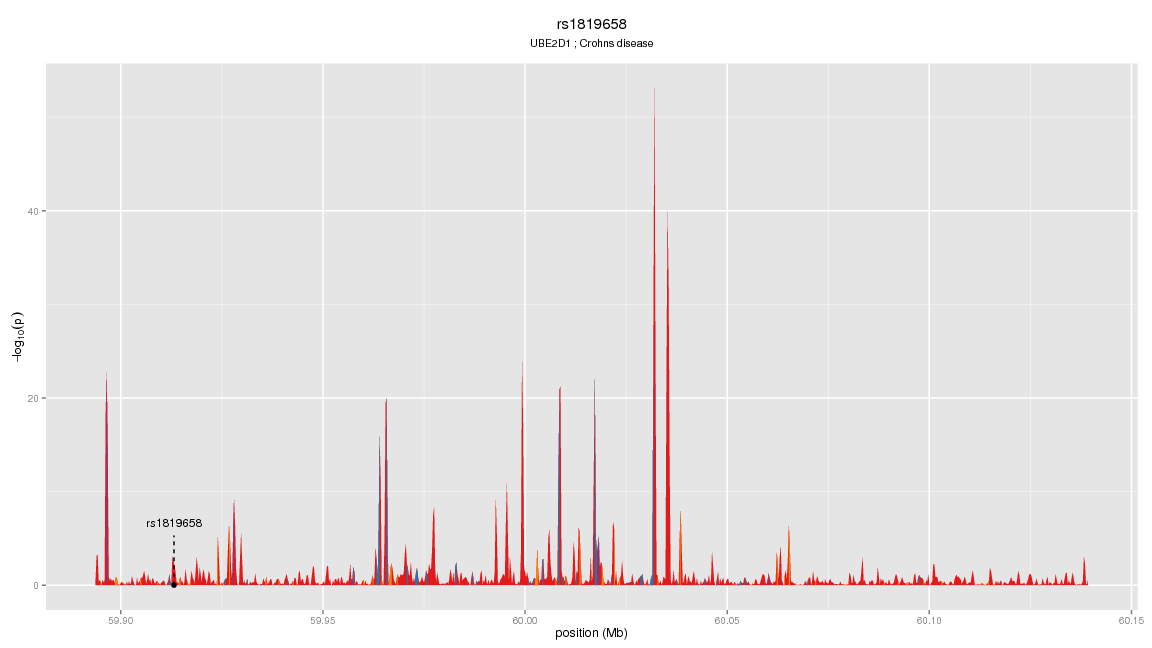 rs1819658
UBE2D1 ; Crohns disease
−log10(p)
40
20
0
rs1819658
59.90 59.95 60.00 60.05 60.10 60.15
position (Mb)